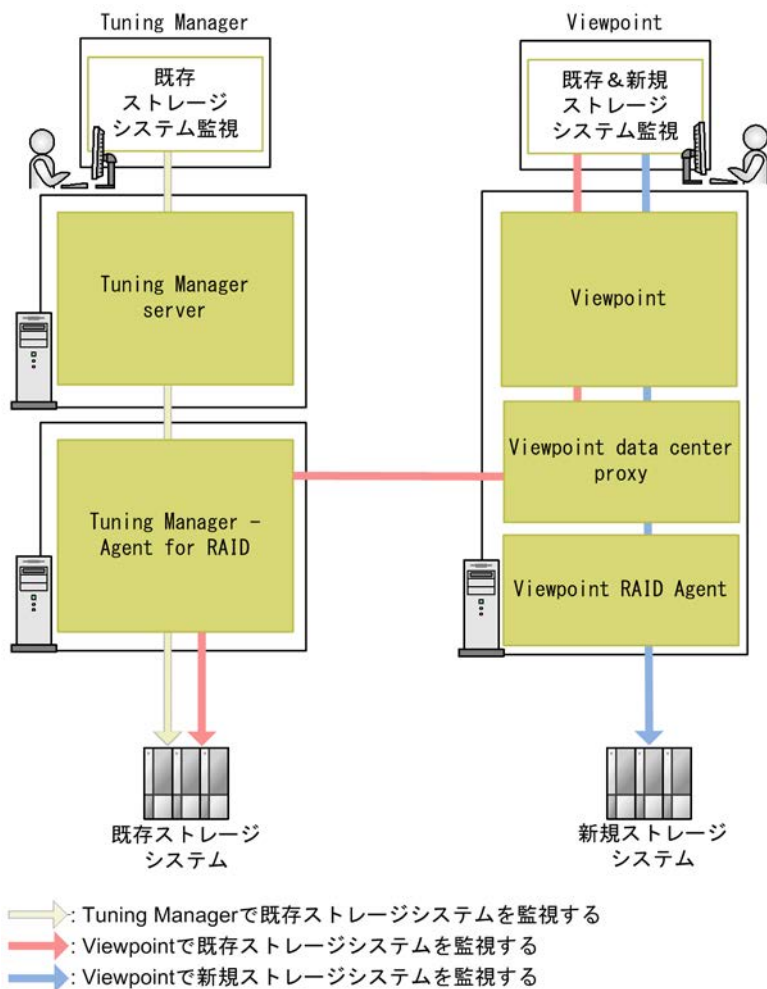 Tuning Manager
Viewpoint
既存
ストレージ
システム監視
既存＆新規
ストレージ
システム監視
Tuning Manager
server
Viewpoint
Viewpoint data center
proxy
Tuning Manager –
Agent for RAID
Viewpoint RAID Agent
既存ストレージ
システム
新規ストレージ
システム
: Tuning Managerで既存ストレージシステムを監視する
: Viewpointで既存ストレージシステムを監視する
: Viewpointで新規ストレージシステムを監視する